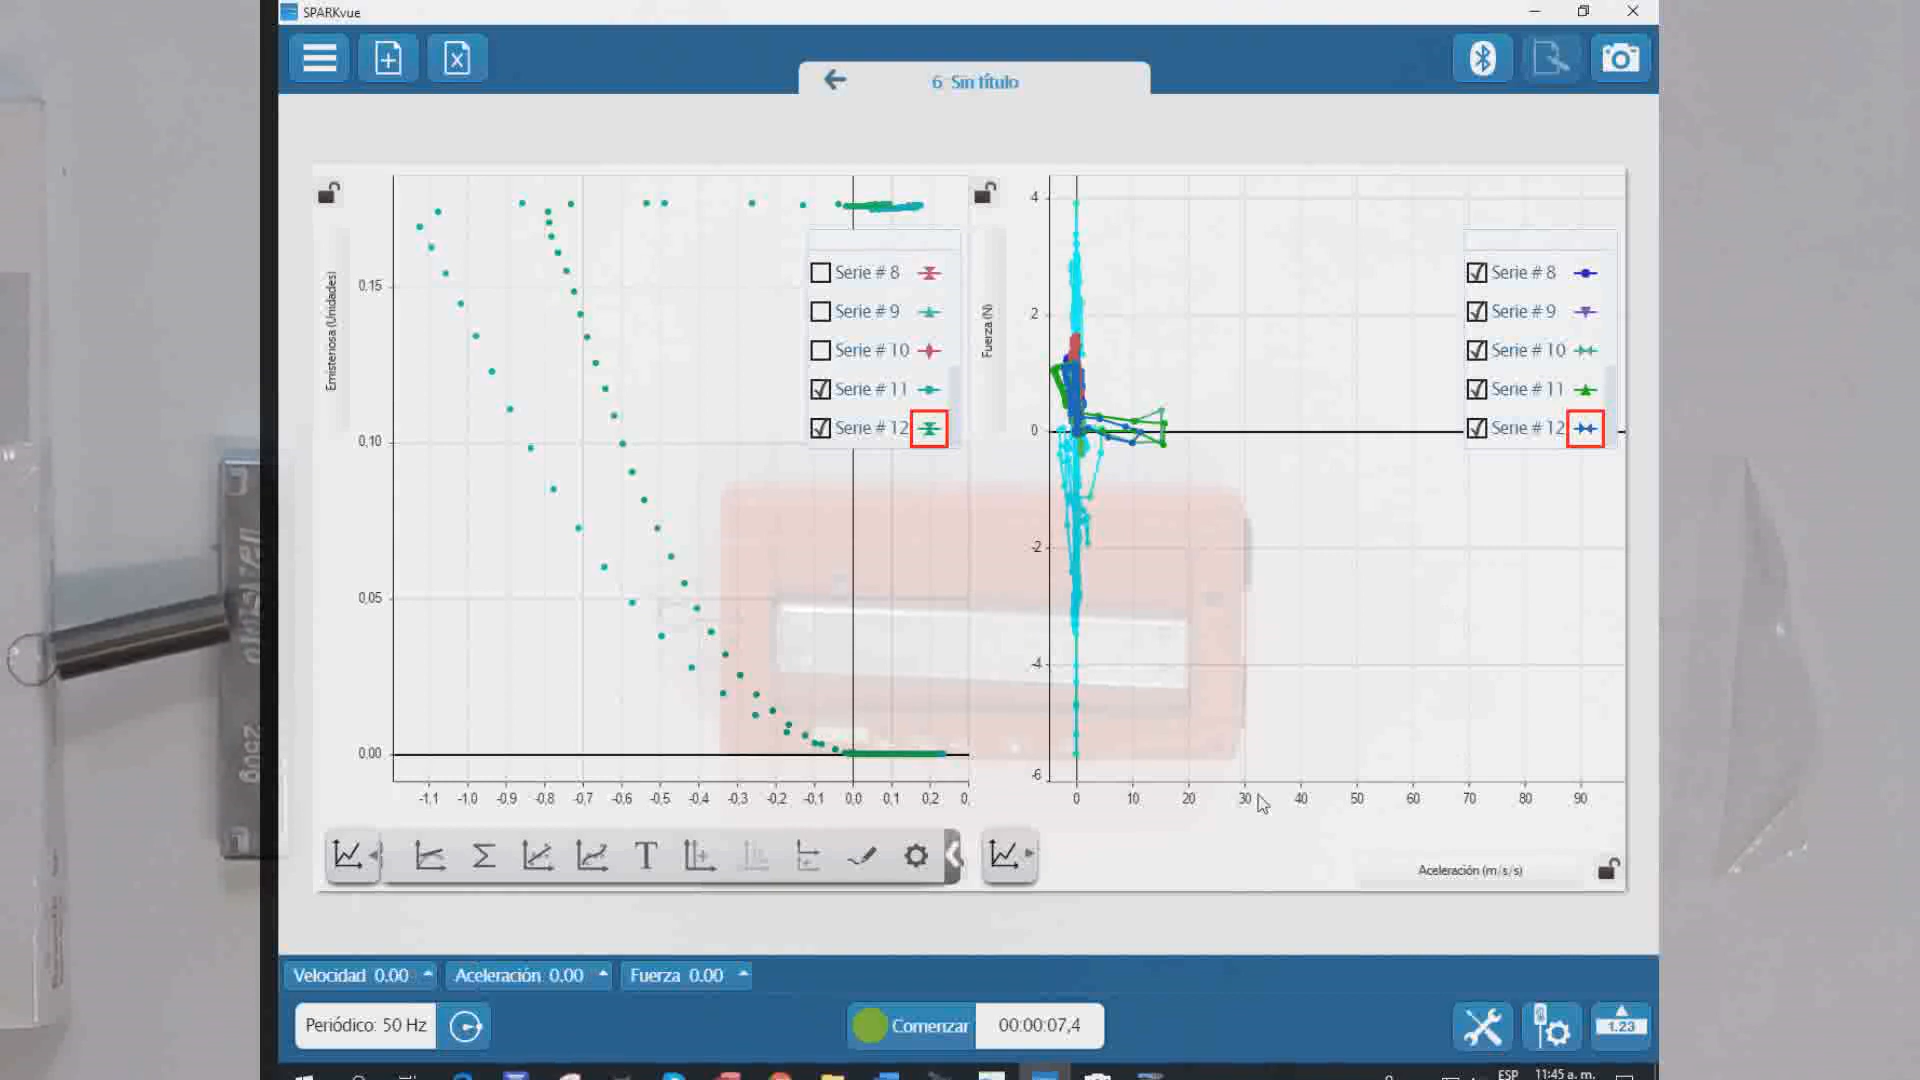 SPARKvue
6 Sin título
Emisteriosa (Unidades)
0,15
0,10
0,05
0,00
-1,1 -1,0 -0,9 -0,8 -0,7 -0,6 -0,5 -0,4 -0,3 -0,2 -0,1 0,0 0,1 0,2 0,
Serie # 8
Serie # 9
Serie # 10
Serie # 11
Serie # 12
Fuerza (N)
4
2
0
-2
-4
-6
0 10 20 30 40 50 60 70 80 90
Serie # 8
Serie # 9
Serie # 10
Serie # 11
Serie # 12
Aceleración (m/s/s)
Velocidad 0.00
Aceleración 0.00
Fuerza 0.00
Periódico: 50 Hz
Comenzar
00:00:07,4
1.23
ESP
11:45 a. m.